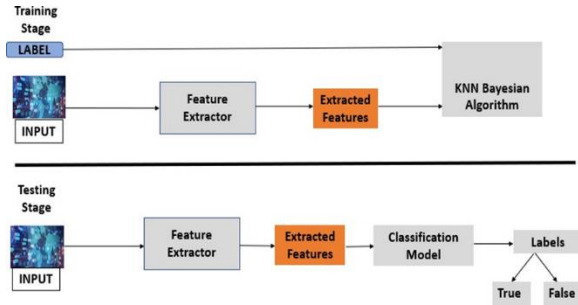 Training
Stage
LABEL
INPUT
Feature
Extractor
Extracted
Features
KNN Bayesian
Algorithm
Testing
Stage
INPUT
Feature
Extractor
Extracted
Features
Classification
Model
Labels
True
False